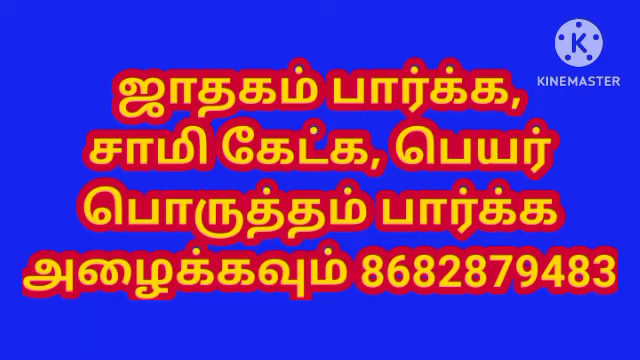 KINEMASTER
ஜாதகம் பார்க்க,
சாமி கேட்க, பெயர்
பொருத்தம் பார்க்க
அழைக்கவும் 8682879483